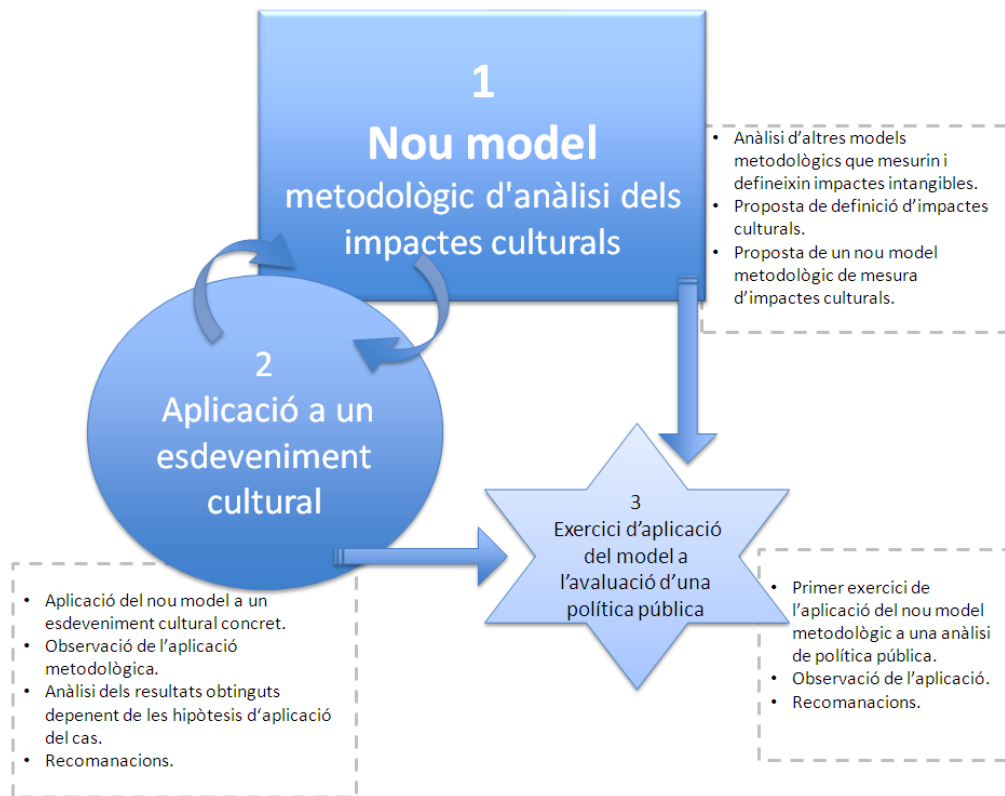 1
Nou model
metodològic d'anàlisi dels
impactes culturals
• Anàlisi d’altres models
metodològics que mesurin i
defineixin impactes intangibles.
• Proposta de definició d’impactes
culturals.
• Proposta de un nou model
metodològic de mesura
d’impactes culturals.
2
Aplicació a un
esdeveniment
cultural
3
Exercici d’aplicació
del model a
l’avaluació d’una
política pública
• Aplicació del nou model a un
esdeveniment cultural concret.
• Observació de l’aplicació
metodològica.
• Anàlisi dels resultats obtinguts
depenent de les hipòtesis d’aplicació
del cas.
• Recomanacions.
• Primer exercici de
l’aplicació del nou model
metodològic a una anàlisi
de política pública.
• Observació de l’aplicació.
• Recomanacions.